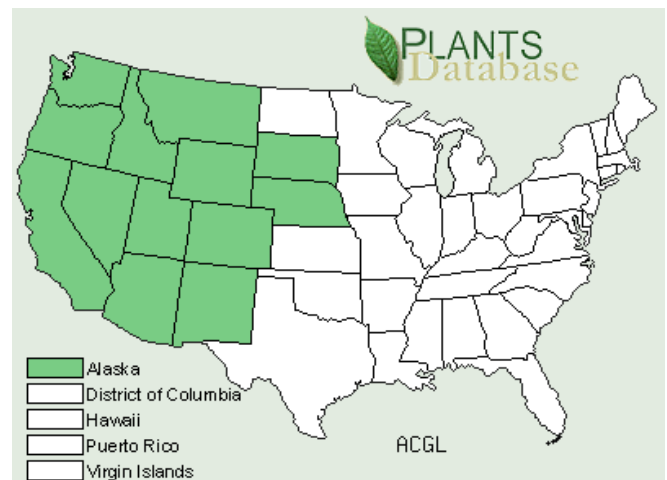 PLANTS
Database
Alaska
District of Columbia
Hawaii
Puerto Rico
Virgin Islands
ACGL